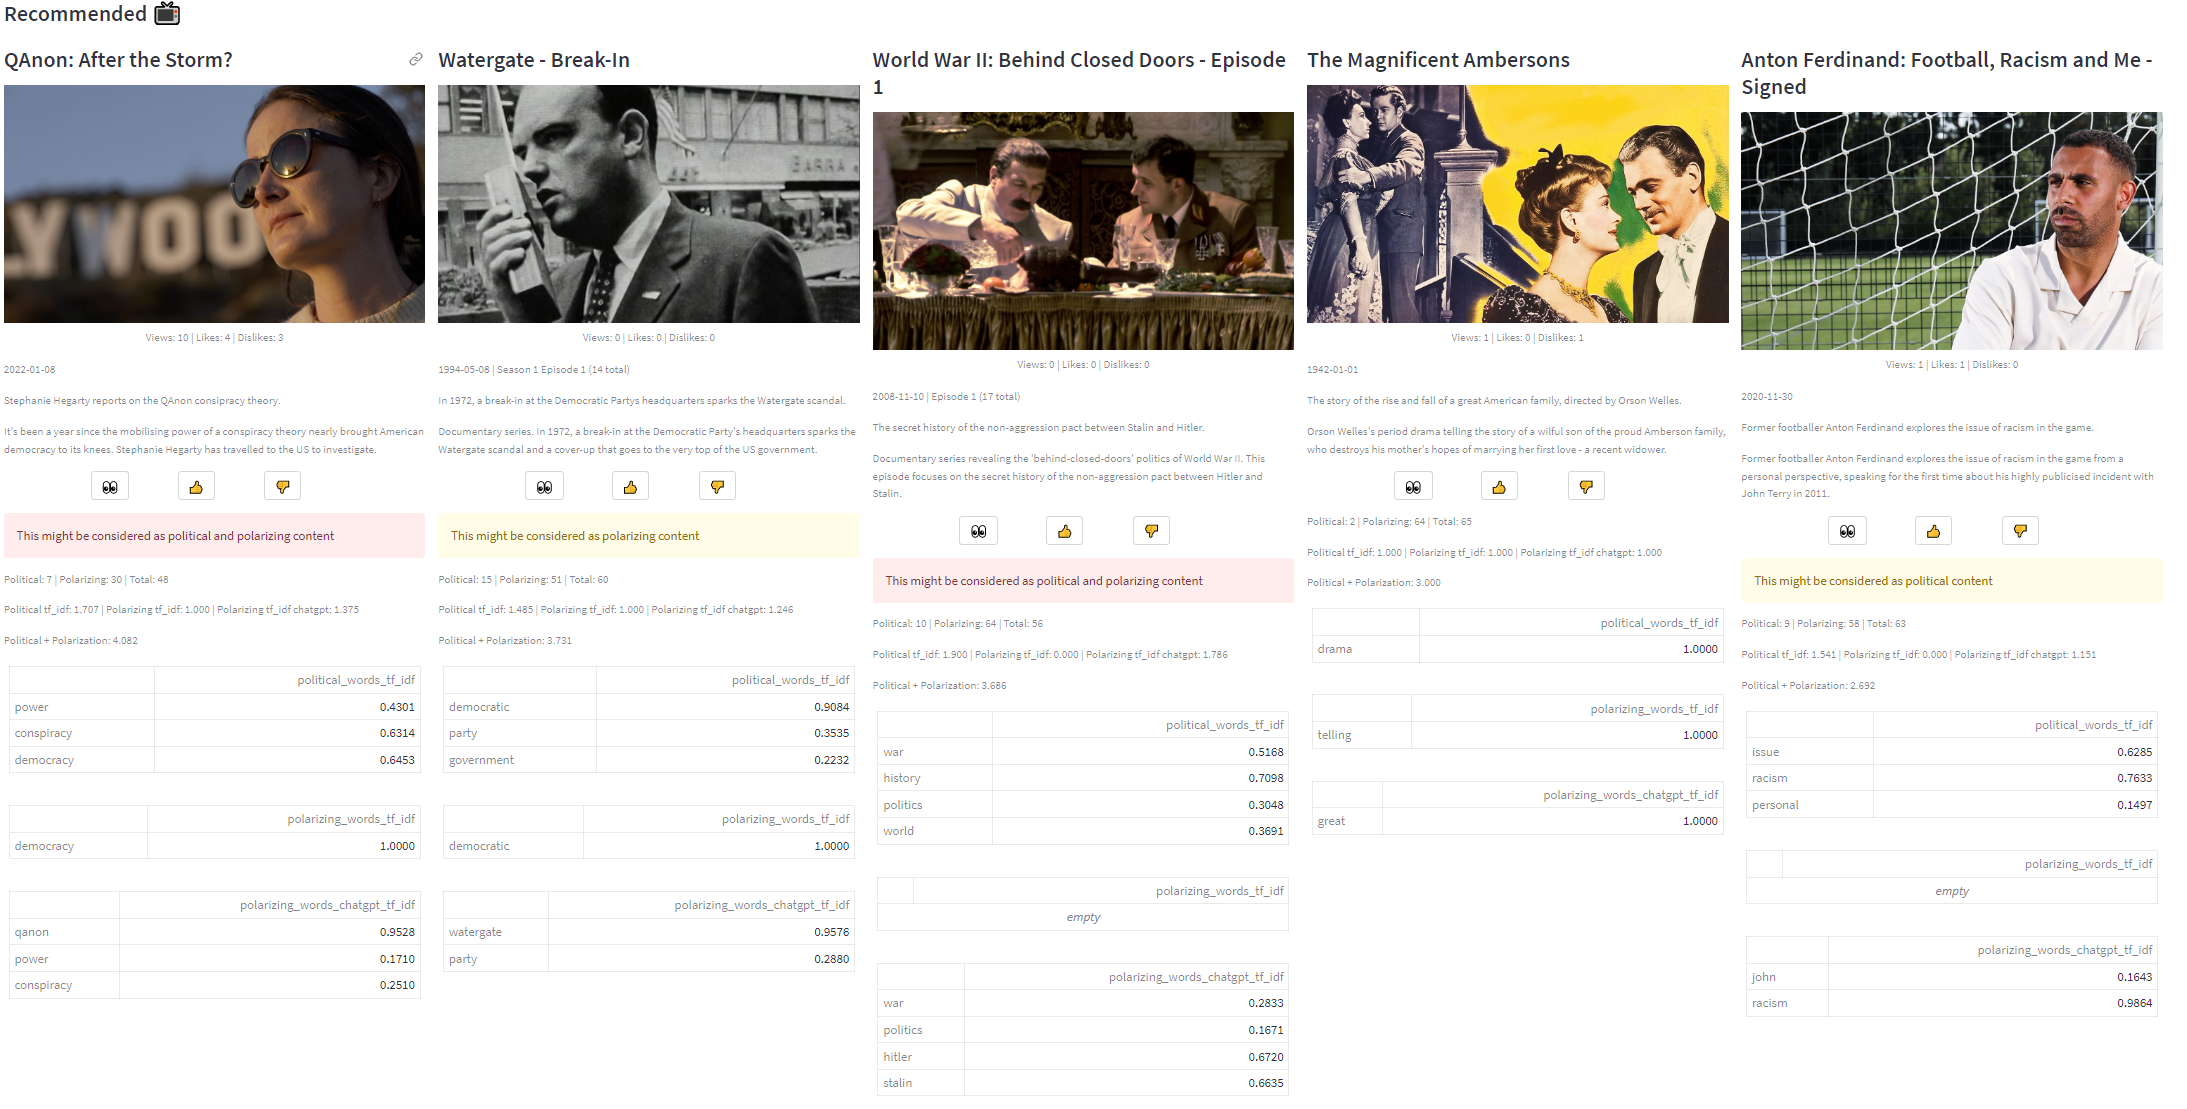 Recommended
QAnon: After the Storm?
LYWOO
Views: 10 | Likes: 4 | Dislikes: 3
2022-01-08
Stephanie Hegarty reports on the QAnon consipracy theory.
It's been a year since the mobilising power of a conspiracy theory nearly brought American
democracy to its knees. Stephanie Hegarty has travelled to the US to investigate.
This might be considered as political and polarizing content
Political: 7 | Polarizing: 30 | Total: 48
Political tf_idf: 1.707 | Polarizing tf_idf: 1.000 | Polarizing tf_idf chatgpt: 1.375
Political + Polarization: 4.082
political_words_tf_idf
power 0.4301
conspiracy 0.6314
democracy 0.6453
polarizing_words_tf_idf
democracy 1.0000
polarizing_words_chatgpt_tf_idf
qanon 0.9528
power 0.1710
conspiracy 0.2510
Watergate - Break-In
BARRA
Views: 0 | Likes: 0 | Dislikes: 0
1994-05-08 | Season 1 Episode 1 (14 total)
In 1972, a break-in at the Democratic Partys headquarters sparks the Watergate scandal.
Documentary series. In 1972, a break-in at the Democratic Party's headquarters sparks the
Watergate scandal and a cover-up that goes to the very top of the US government.
This might be considered as polarizing content
Political: 15 | Polarizing: 51 | Total: 60
Political tf_idf: 1.485 | Polarizing tf_idf: 1.000 | Polarizing tf_idf chatgpt: 1.246
Political + Polarization: 3.731
political_words_tf_idf
democratic 0.9084
party 0.3535
government 0.2232
polarizing_words_tf_idf
democratic 1.0000
polarizing_words_chatgpt_tf_idf
watergate 0.9576
party 0.2880
World War II: Behind Closed Doors - Episode
1
Views: 0 | Likes: 0 | Dislikes: 0
2008-11-10 | Episode 1 (17 total)
The secret history of the non-aggression pact between Stalin and Hitler.
Documentary series revealing the 'behind-closed-doors' politics of World War II. This
episode focuses on the secret history of the non-aggression pact between Hitler and
Stalin.
This might be considered as political and polarizing content
Political: 10 | Polarizing: 64 | Total: 56
Political tf_idf: 1.900 | Polarizing tf_idf: 0.000 | Polarizing tf_idf chatgpt: 1.786
Political + Polarization: 3.686
political_words_tf_idf
war 0.5168
history 0.7098
politics 0.3048
world 0.3691
polarizing_words_tf_idf
empty
polarizing_words_chatgpt_tf_idf
war 0.2833
politics 0.1671
hitler 0.6720
stalin 0.6635
The Magnificent Ambersons
Views: 1 | Likes: 0 | Dislikes: 1
1942-01-01
The story of the rise and fall of a great American family, directed by Orson Welles.
Orson Welles's period drama telling the story of a wilful son of the proud Amberson family,
who destroys his mother's hopes of marrying her first love - a recent widower.
Political: 2 | Polarizing: 64 | Total: 65
Political tf_idf: 1.000 | Polarizing tf_idf: 1.000 | Polarizing tf_idf chatgpt: 1.000
Political + Polarization: 3.000
political_words_tf_idf
drama 1.0000
polarizing_words_tf_idf
telling 1.0000
polarizing_words_chatgpt_tf_idf
great 1.0000
Anton Ferdinand: Football, Racism and Me -
Signed
Views: 1 | Likes: 1 | Dislikes: 0
2020-11-30
Former footballer Anton Ferdinand explores the issue of racism in the game.
Former footballer Anton Ferdinand explores the issue of racism in the game from a
personal perspective, speaking for the first time about his highly publicised incident with
John Terry in 2011.
This might be considered as political content
Political: 9 | Polarizing: 58 | Total: 63
Political tf_idf: 1.541 | Polarizing tf_idf: 0.000 | Polarizing tf_idf chatgpt: 1.151
Political + Polarization: 2.692
political_words_tf_idf
issue 0.6285
racism 0.7633
personal 0.1497
polarizing_words_tf_idf
empty
polarizing_words_chatgpt_tf_idf
john 0.1643
racism 0.9864